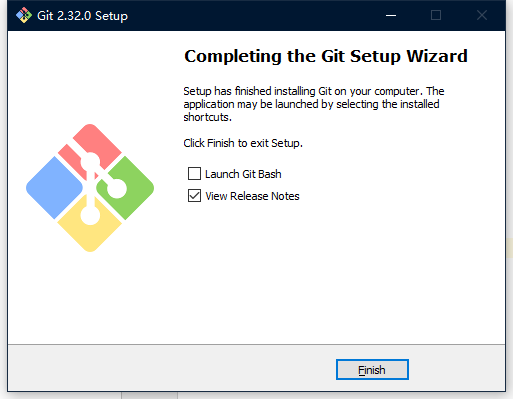 Git 2.32.0 Setup
Completing the Git Setup Wizard
Setup has finished installing Git on your computer. The
application may be launched by selecting the installed
shortcuts.
Click Finish to exit Setup.
Launch Git Bash
View Release Notes
Finish